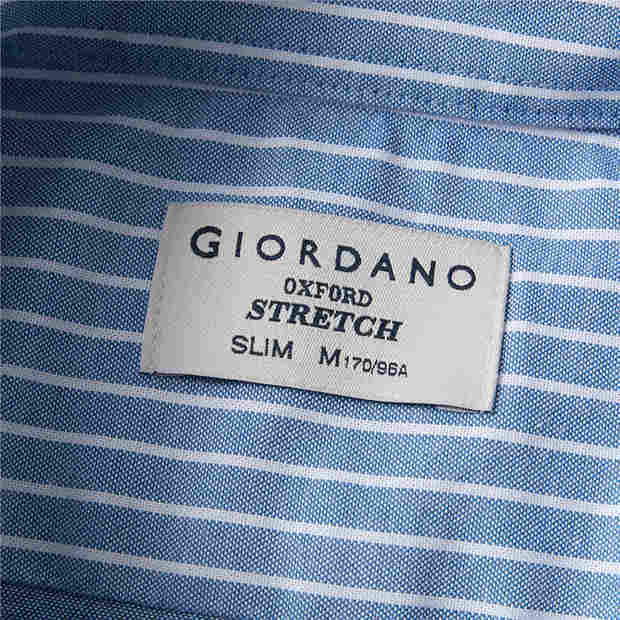 GIORDANO
OXFORD
STRETCH
SLIM M170/96A